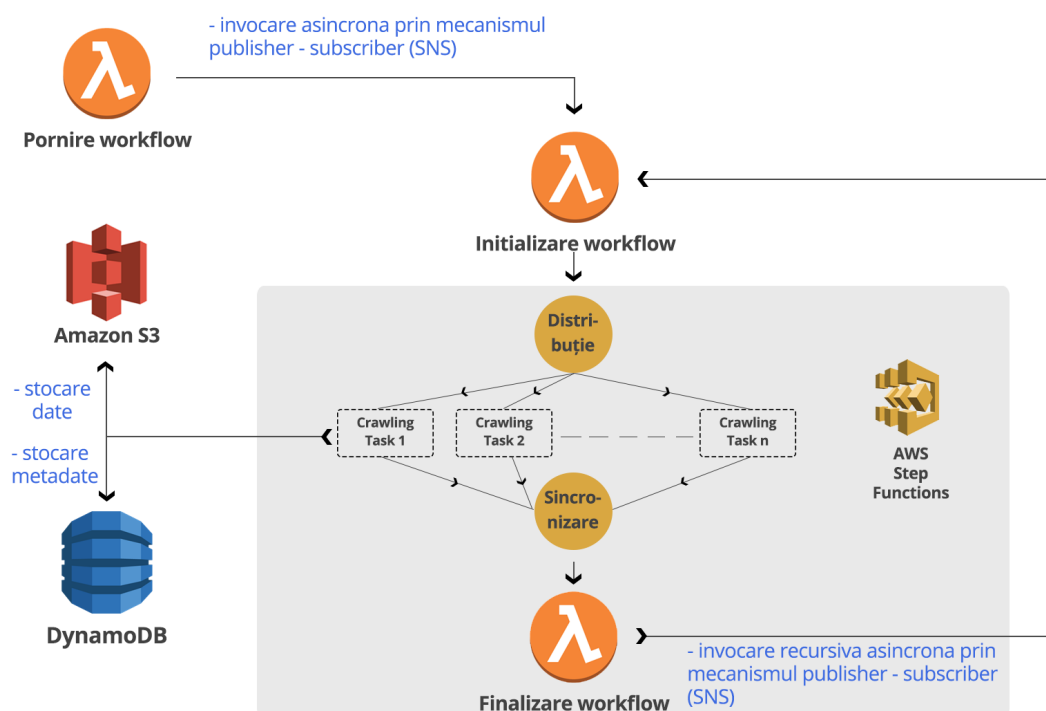 - invocare asincrona prin mecanismul
publisher - subscriber (SNS)
Pornire workflow
Initializare workflow
Amazon S3
- stocare
date
- stocare
metadate
DynamoDB
Distri-
buție
Crawling
Task 1
Crawling
Task 2
Crawling
Task n
AWS
Step
Functions
Sincro-
nizare
Finalizare workflow
- invocare recursiva asincrona prin
mecanismul publisher - subscriber
(SNS)